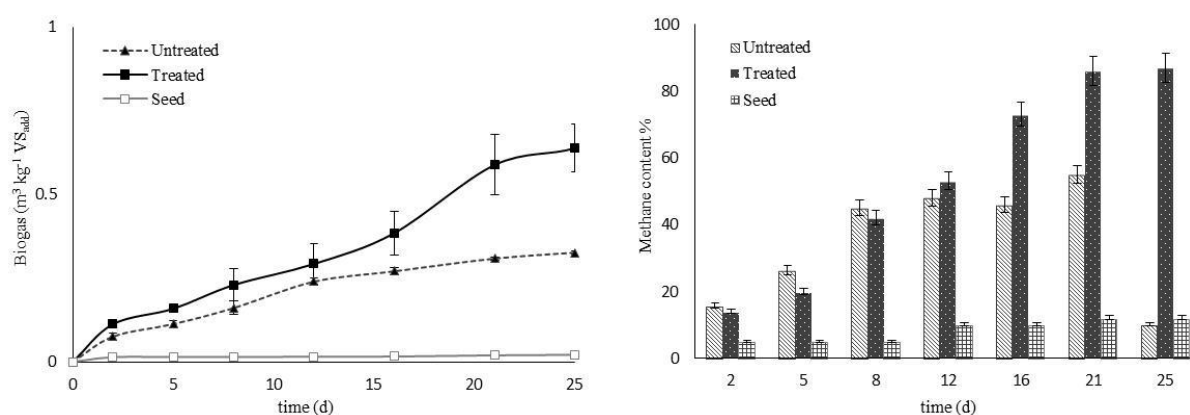 1
Untreated
Treated
Seed
Biogas (m³ kg⁻¹ VSadd)
0.5
0
0 5 10 15 20 25
time (d)
100
Untreated
Treated
Seed
80
60
Methane content %
40
20
0
2 5 8 12 16 21 25
time (d)